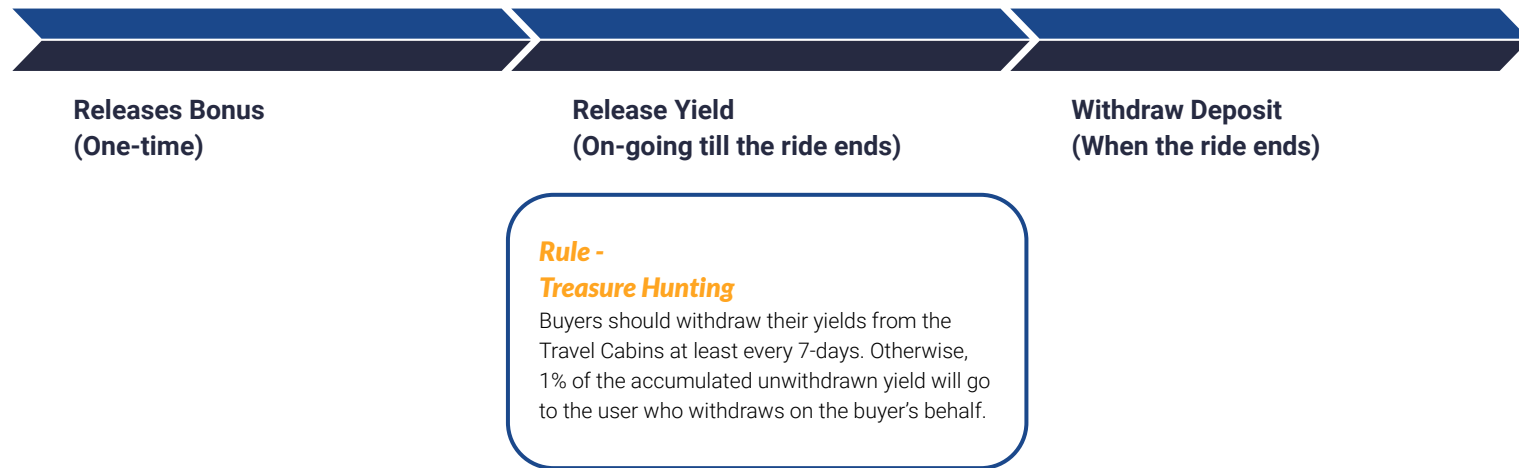 Releases Bonus
(One-time)
Release Yield
(On-going till the ride ends)
Withdraw Deposit
(When the ride ends)
Rule -
Treasure Hunting
Buyers should withdraw their yields from the
Travel Cabins at least every 7-days. Otherwise,
1% of the accumulated unwithdrawn yield will go
to the user who withdraws on the buyer’s behalf.